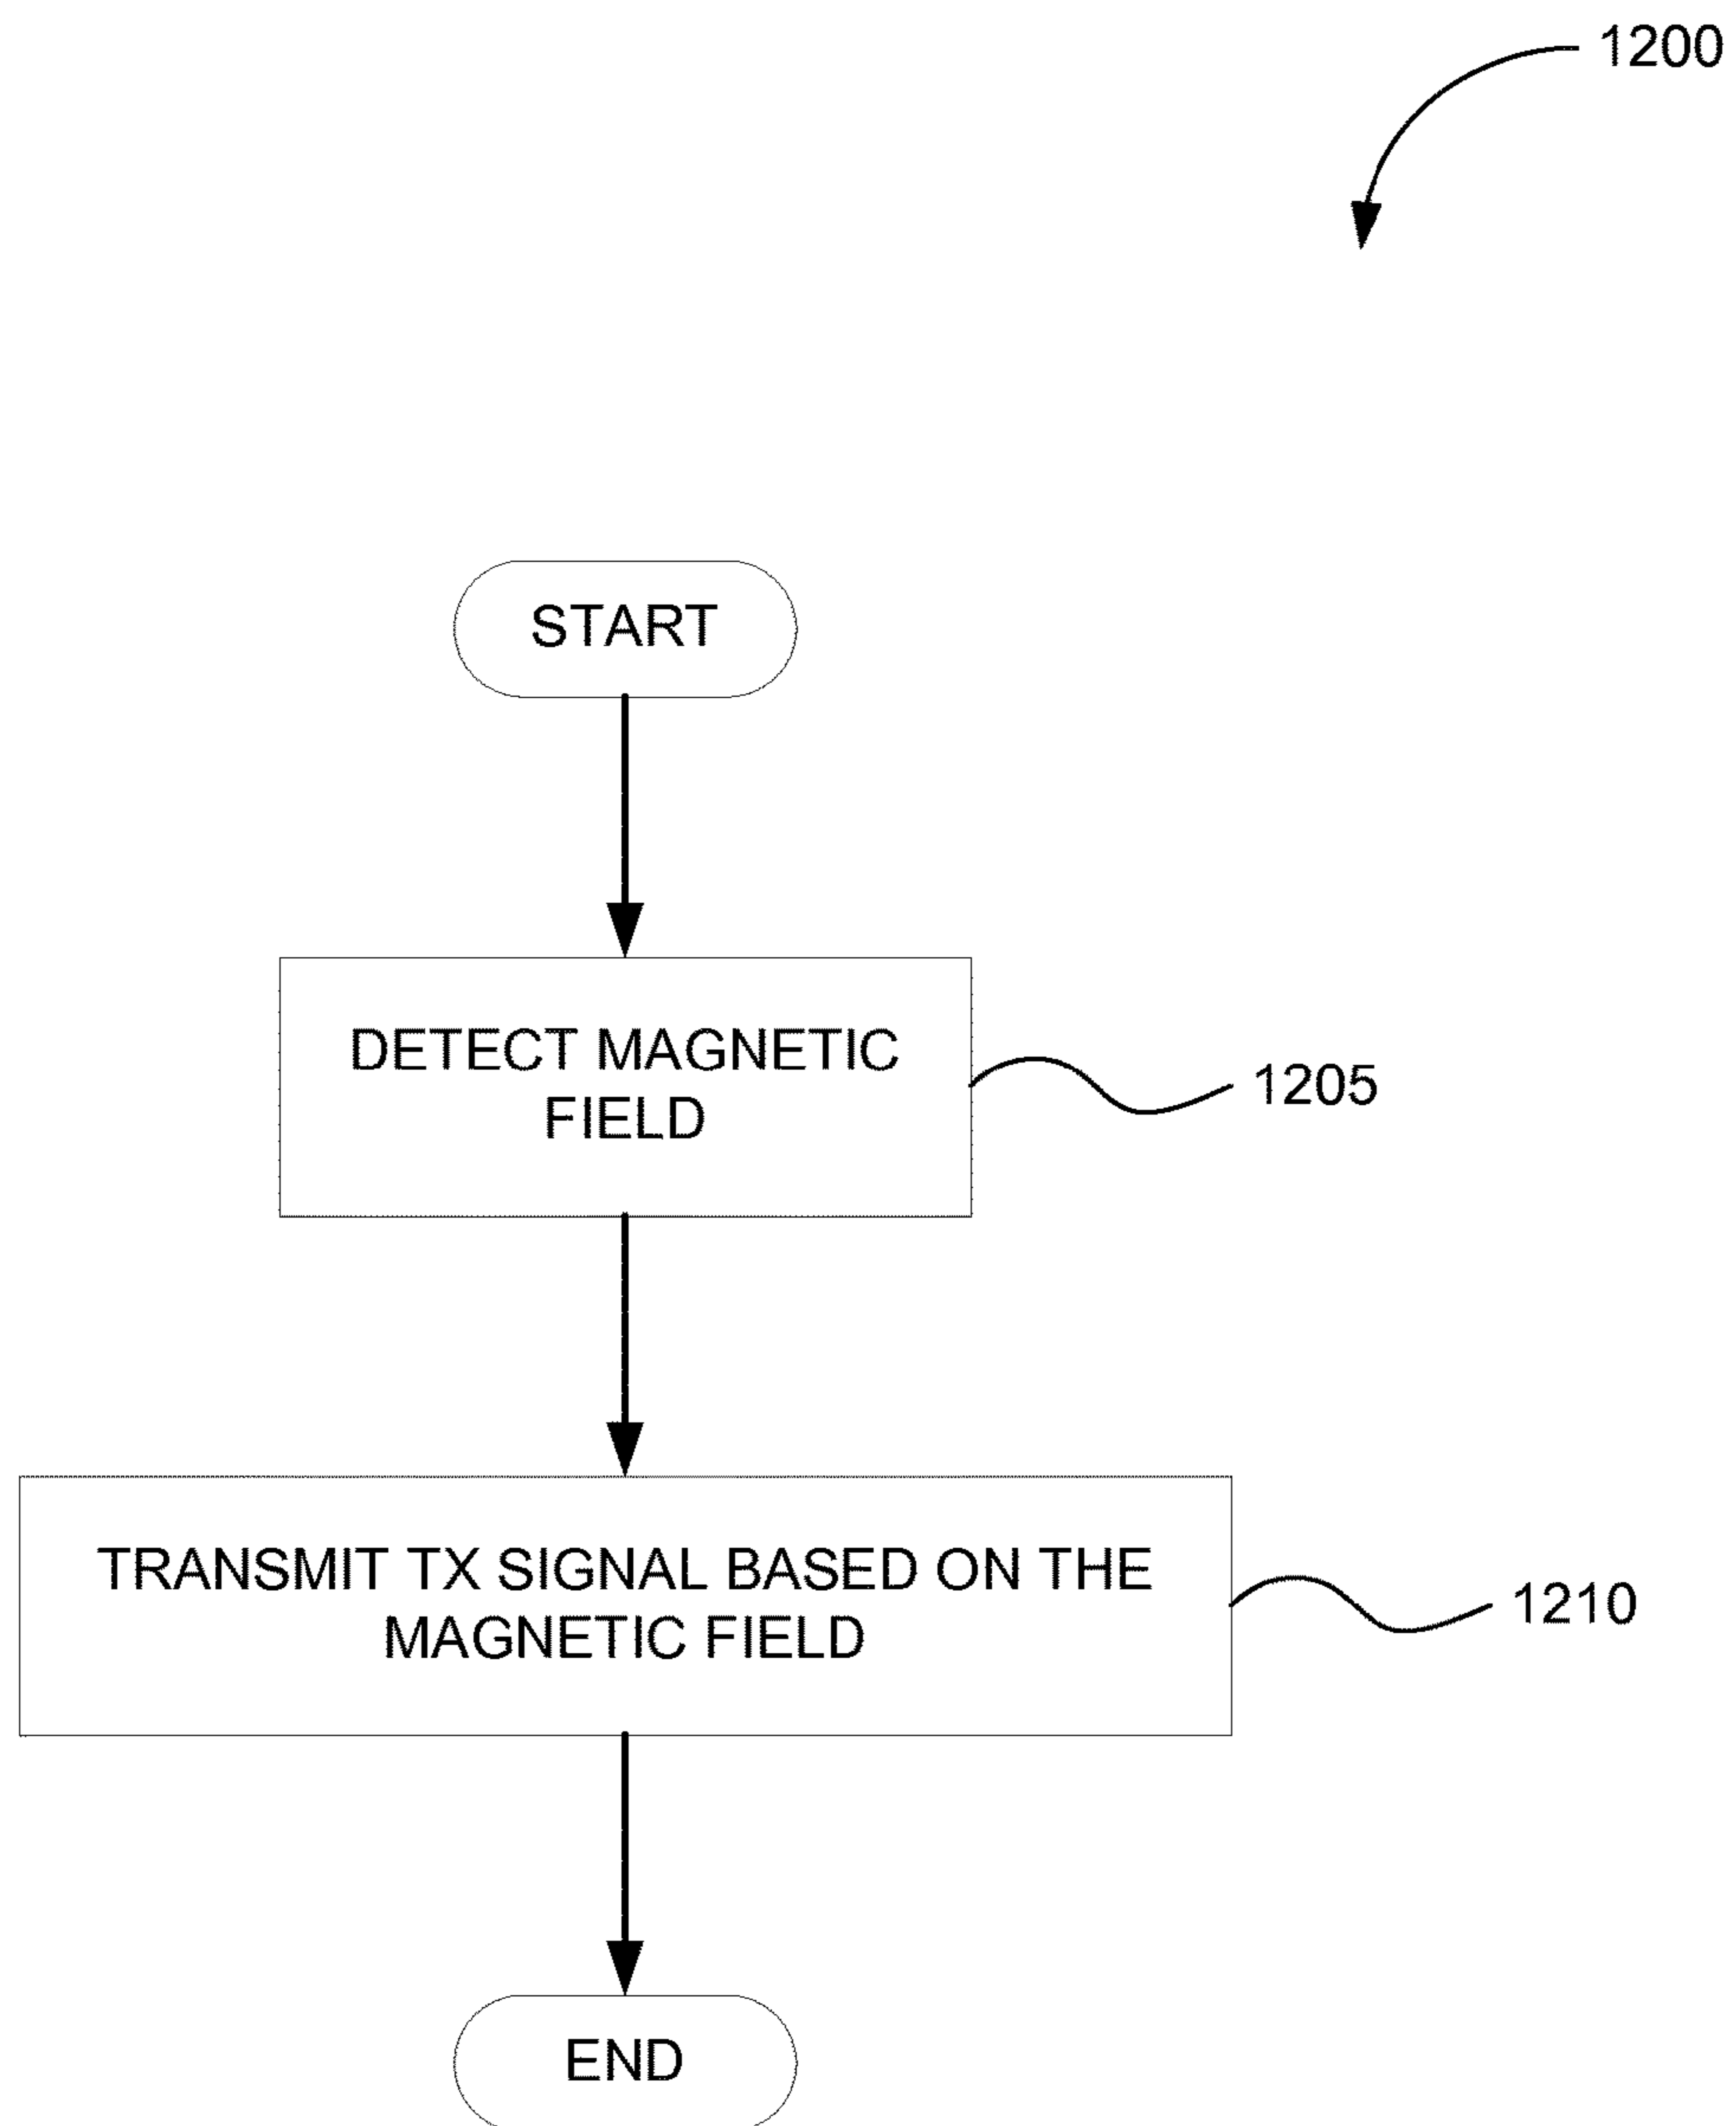 1200
START
DETECT MAGNETIC
FIELD
1205
TRANSMIT TX SIGNAL BASED ON THE
MAGNETIC FIELD
1210
END